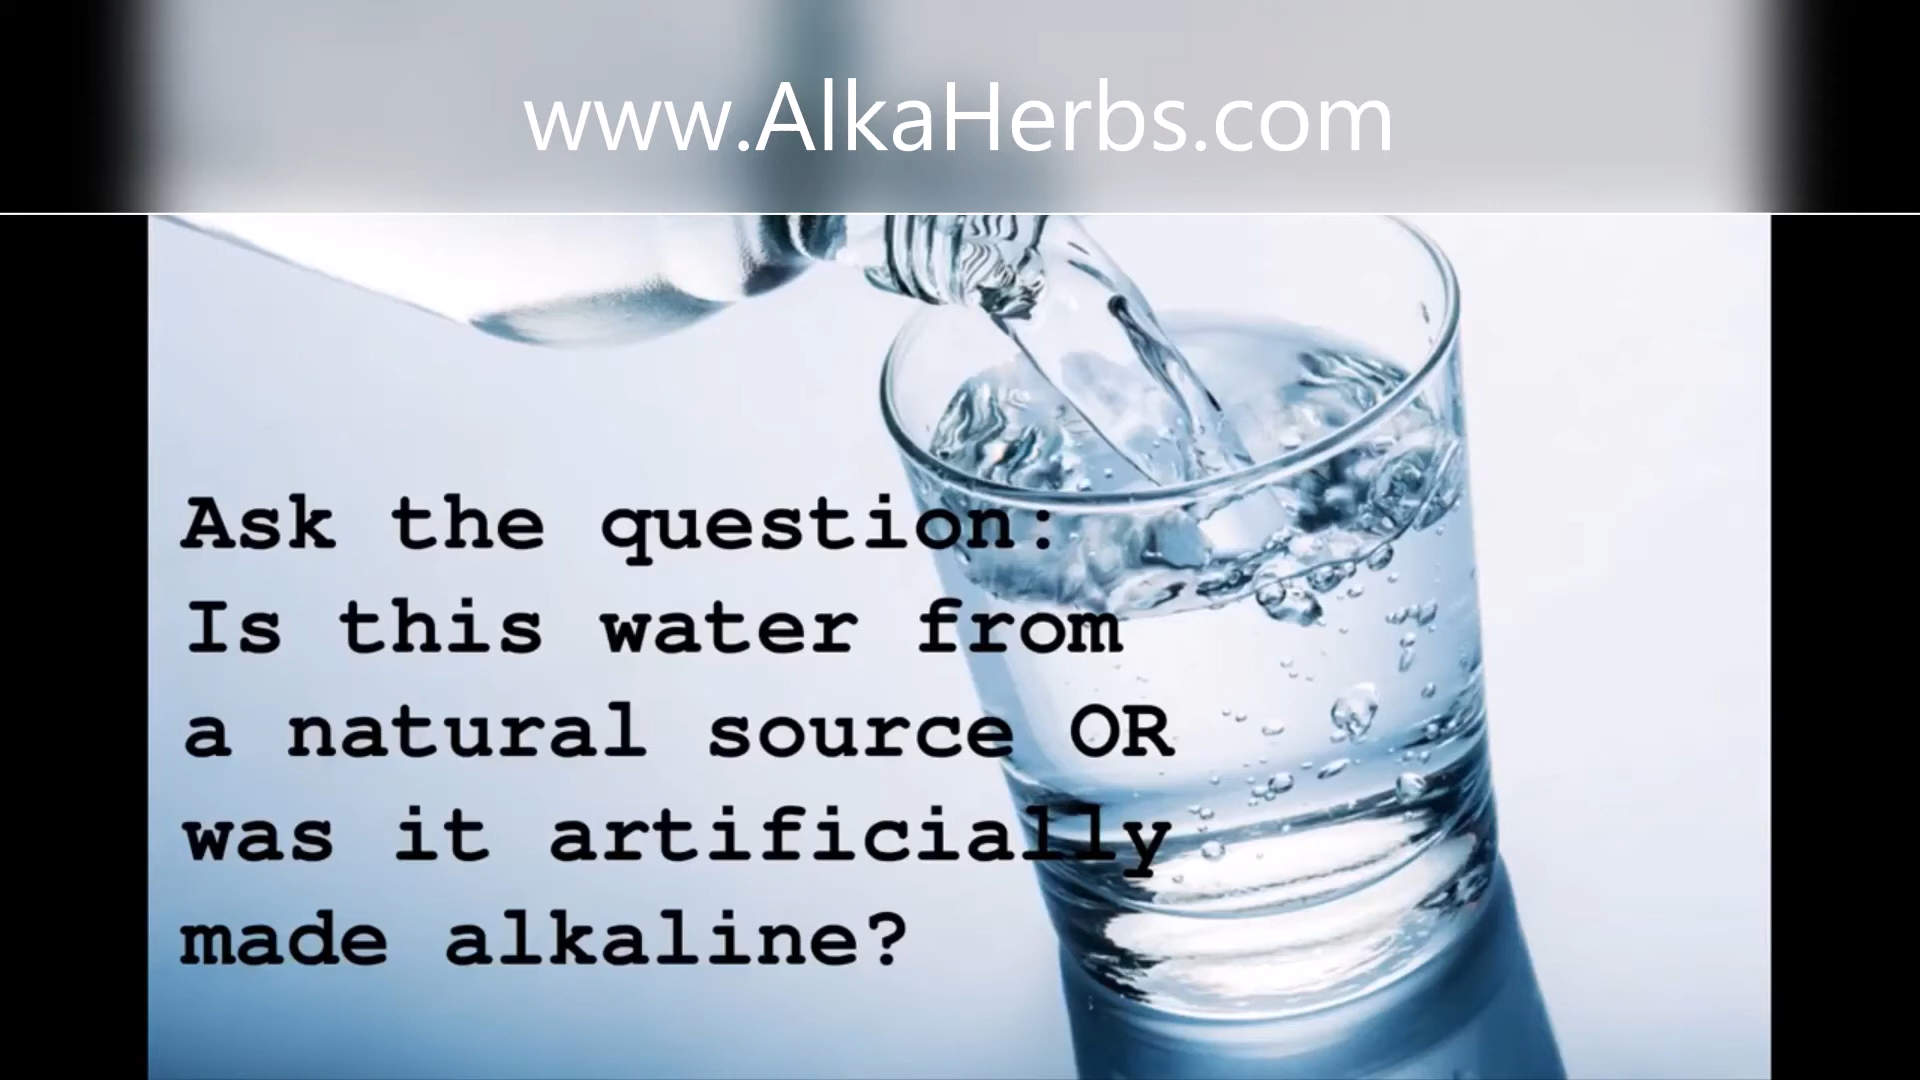 www.AlkaHerbs.com
Ask the question:
Is this water from
a natural source OR
was it artificially
made alkaline?